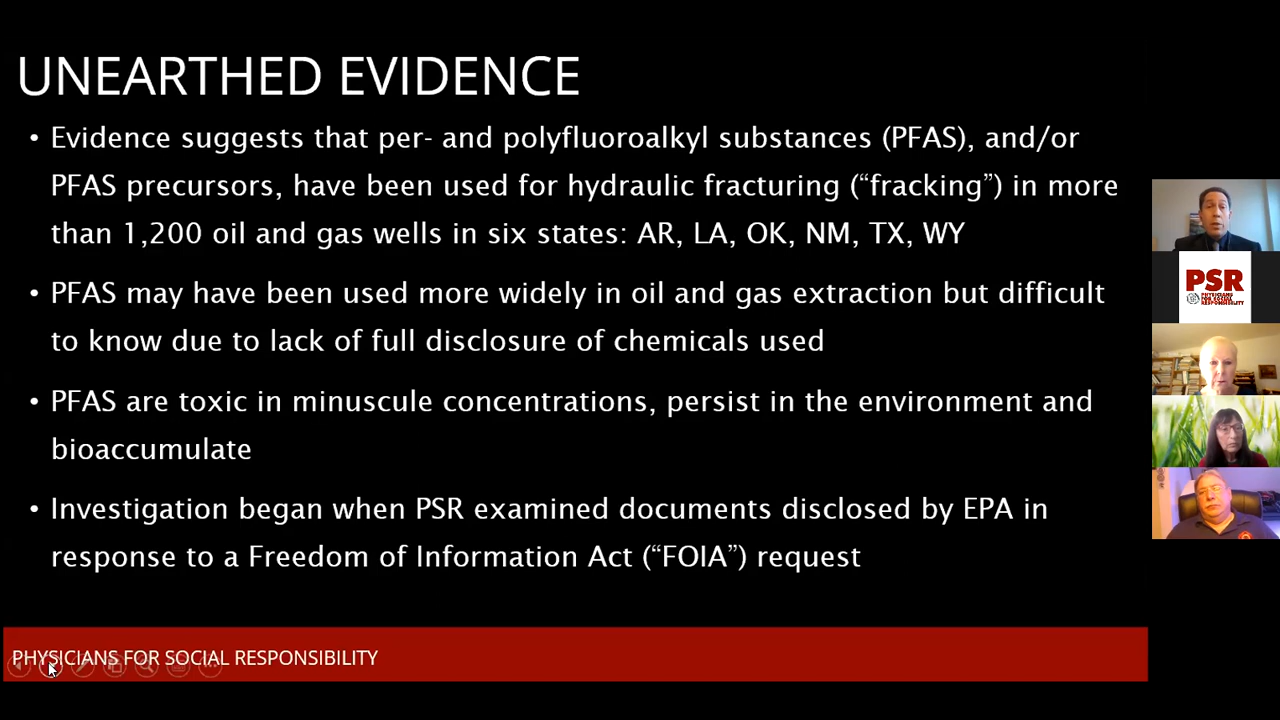 UNEARTHED EVIDENCE
• Evidence suggests that per- and polyfluoroalkyl substances (PFAS), and/or
PFAS precursors, have been used for hydraulic fracturing (“fracking”) in more
than 1,200 oil and gas wells in six states: AR, LA, OK, NM, TX, WY
• PFAS may have been used more widely in oil and gas extraction but difficult
to know due to lack of full disclosure of chemicals used
• PFAS are toxic in minuscule concentrations, persist in the environment and
bioaccumulate
• Investigation began when PSR examined documents disclosed by EPA in
response to a Freedom of Information Act (“FOIA”) request
PHYSICIANS FOR SOCIAL RESPONSIBILITY
PSR
PHYSICIANS
FOR SOCIAL
RESPONSIBILITY